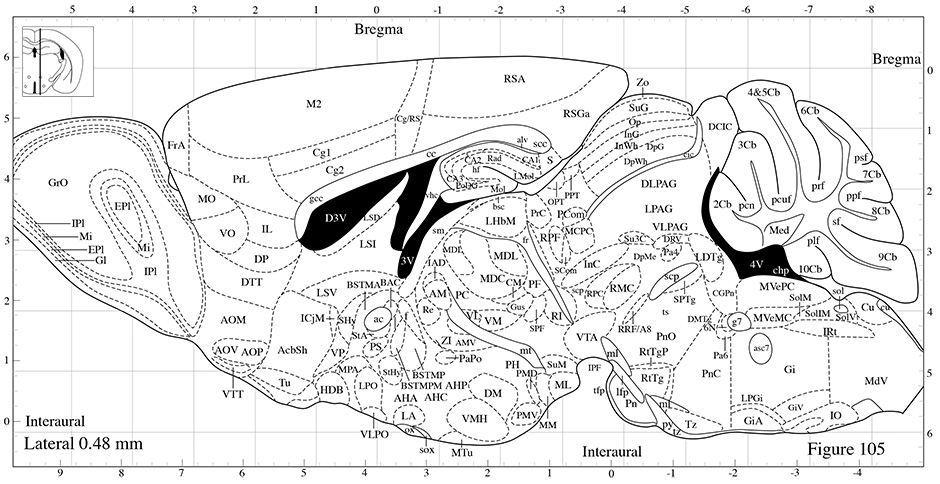 5 4 3 2 1 0 -1 -2 -3 -4 -5 -6 -7 -8
Bregma
Bregma
6 5 4 3 2 1 0
0 1 2 3 4 5 6
RSA
M2
RSGa
Cg/RS
FrA
Cg1
Cg2
PrL
MO
VO
IL
DP
DTT
GrO
EPl
Mi
IPl
IPl
Mi
EPl
Gl
AOM
AOV
AOP
VTT
Tu
AcbSh
gcc
cc
D3V
LSD
LSI
vhc
3V
alv
scc
CA2
Rad
CA1
S
hf
CA3
PoDG
LMol
Mol
bsc
LHbM
PrC
OPT
PPT
PCom
MCPC
RPF
fr
sm
IAD
MDL
MDL
MDC
CM
PF
SCom
InC
scp
RPC
RMC
LSV
BSTMA
BAC
AM
PC
Gus
ICjM
SHy
ac
f
Re
VL
VM
SPF
RI
StA
PS
ZI
AMV
PaPo
mt
VP
MPA
StHy
BSTMP
BSTMPM
AHP
AHA
AHC
PH
SuM
PMD
ML
HDB
LPO
LA
ox
sox
VLPO
DM
VMH
MTu
PMV
MM
Zo
SuG
Op
InG
InWh
DpG
DpWh
cic
DCIC
DLPAG
LPAG
VLPAG
Su3C
DRV
DpMe
Pa4
LDTg
scp
SPTg
VTA
RRF/A8
ts
PnO
IPF
ml
tfp
lfp
Pn
RtTgP
RtTg
ml
py
tz
Tz
4&5Cb
6Cb
3Cb
psf
7Cb
2Cb
pcn
pcuf
prf
ppf
8Cb
Med
sf
plf
9Cb
10Cb
4V
chp
MVePC
CGPn
DMTg
6N
g7
MVeMC
SolM
sol
SolIM
SolV
Cu
cu
IRt
Pa6
asc7
PnC
Gi
MdV
LPGi
GiA
GiV
IO
Interaural
Lateral 0.48 mm
Interaural
Figure 105
9 8 7 6 5 4 3 2 1 0 -1 -2 -3 -4